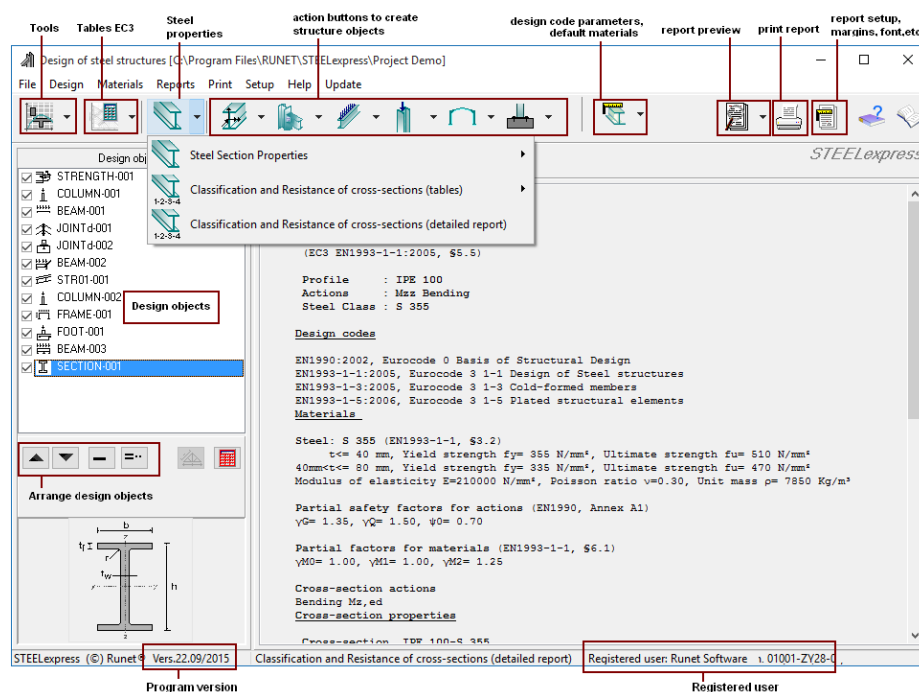 Tools
Tables EC3
Steel
properties
action buttons to create
structure objects
design code parameters,
default materials
report preview
print report
report setup,
margins, font,etc
Design of steel structures [C:\Program Files\RUNET\STEELexpress\Project Demo]
File Design Materials Reports Print Setup Help Update
STEELexpress
Design obj
Steel Section Properties
1-2-3-4 Classification and Resistance of cross-sections (tables)
1-2-3-4 Classification and Resistance of cross-sections (detailed report)
STRENGTH-001
COLUMN-001
BEAM-001
JOINTd-001
JOINTd-002
BEAM-002
STR01-001
COLUMN-002
FRAME-001
FOOT-001
BEAM-003
SECTION-001
Design objects
(EC3 EN1993-1-1:2005, §5.5)
Profile : IPE 100
Actions : Mzz Bending
Steel Class : S 355
Design codes
EN1990:2002, Eurocode 0 Basis of Structural Design
EN1993-1-1:2005, Eurocode 3 1-1 Design of Steel structures
EN1993-1-3:2005, Eurocode 3 1-3 Cold-formed members
EN1993-1-5:2006, Eurocode 3 1-5 Plated structural elements
Materials
Steel: S 355 (EN1993-1-1, §3.2)
t<= 40 mm, Yield strength fy= 355 N/mm², Ultimate strength fu= 510 N/mm²
40mm<t<= 80 mm, Yield strength fy= 335 N/mm², Ultimate strength fu= 470 N/mm²
Modulus of elasticity E=210000 N/mm², Poisson ratio ν=0.30, Unit mass ρ= 7850 Kg/m³
Partial safety factors for actions (EN1990, Annex A1)
γG= 1.35, γQ= 1.50, ψ0= 0.70
Partial factors for materials (EN1993-1-1, §6.1)
γM0= 1.00, γM1= 1.00, γM2= 1.25
Cross-section actions
Bending Mz,ed
Cross-section properties
Cross-section IPE 100-S 355
Arrange design objects
b
z
tf
r
tw
y
y
h
z
STEELexpress (©) Runet® Vers.22.09/2015 Classification and Resistance of cross-sections (detailed report) Registered user: Runet Software ı. 01001-ZY28-0
Program version
Registered user